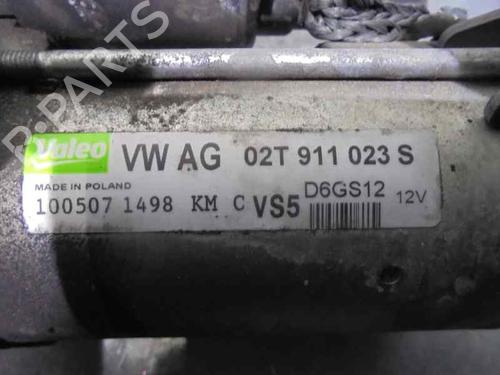 B-PARTS
Valeo VW AG 02T 911 023 S
MADE IN POLAND
100507 1498 KM C VS5 D6GS12 12V